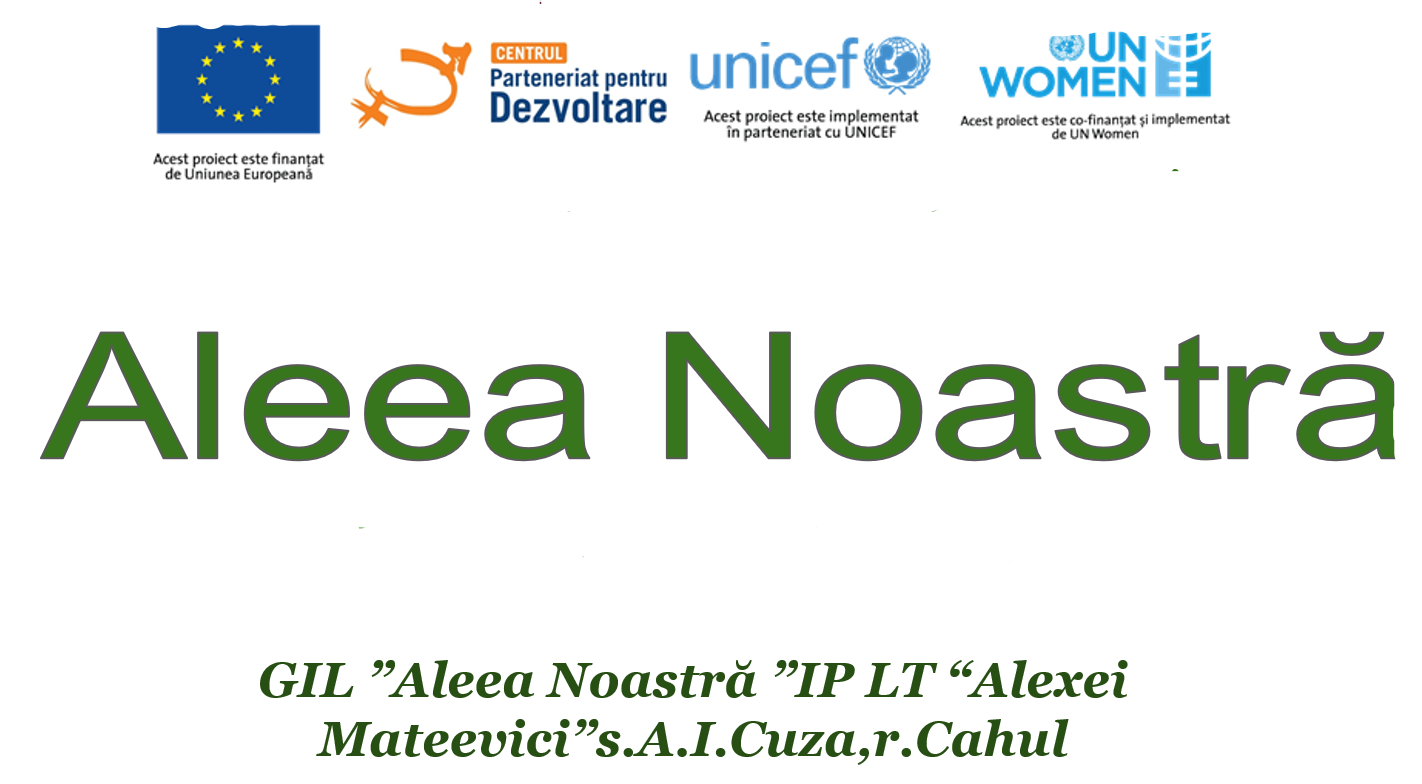 CENTRUL
Parteneriat pentru
Dezvoltare
unicef
UN
WOMEN
Acest proiect este finanțat
de Uniunea Europeană
Acest proiect este implementat
în parteneriat cu UNICEF
Acest proiect este co-finanțat și implementat
de UN Women
Aleea Noastră
GIL ”Aleea Noastră ”IP LT “Alexei
Mateevici”s.A.I.Cuza,r.Cahul